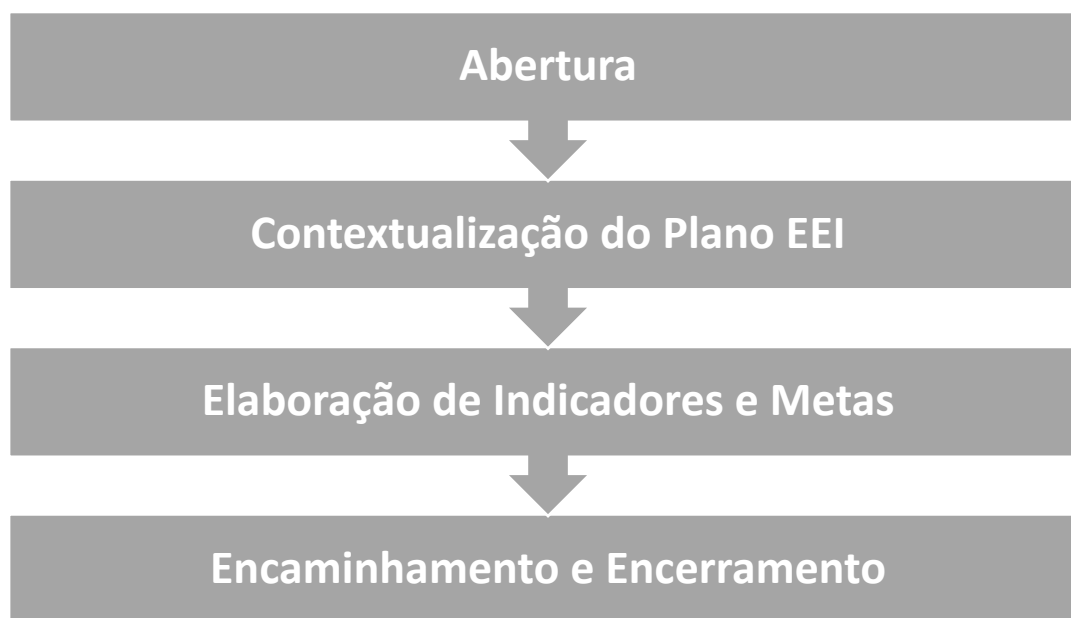 Abertura
Contextualização do Plano EEI
Elaboração de Indicadores e Metas
Encaminhamento e Encerramento